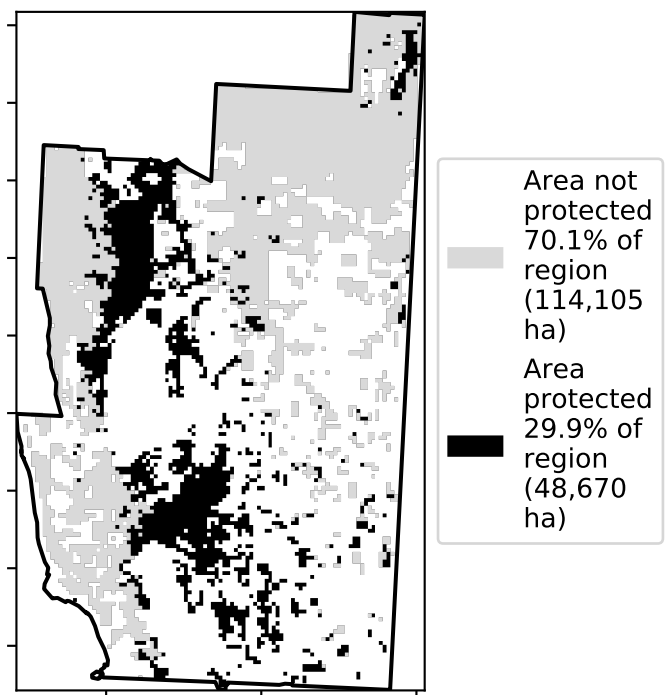 Area not
protected
70.1% of
region
(114,105
ha)
Area
protected
29.9% of
region
(48,670
ha)